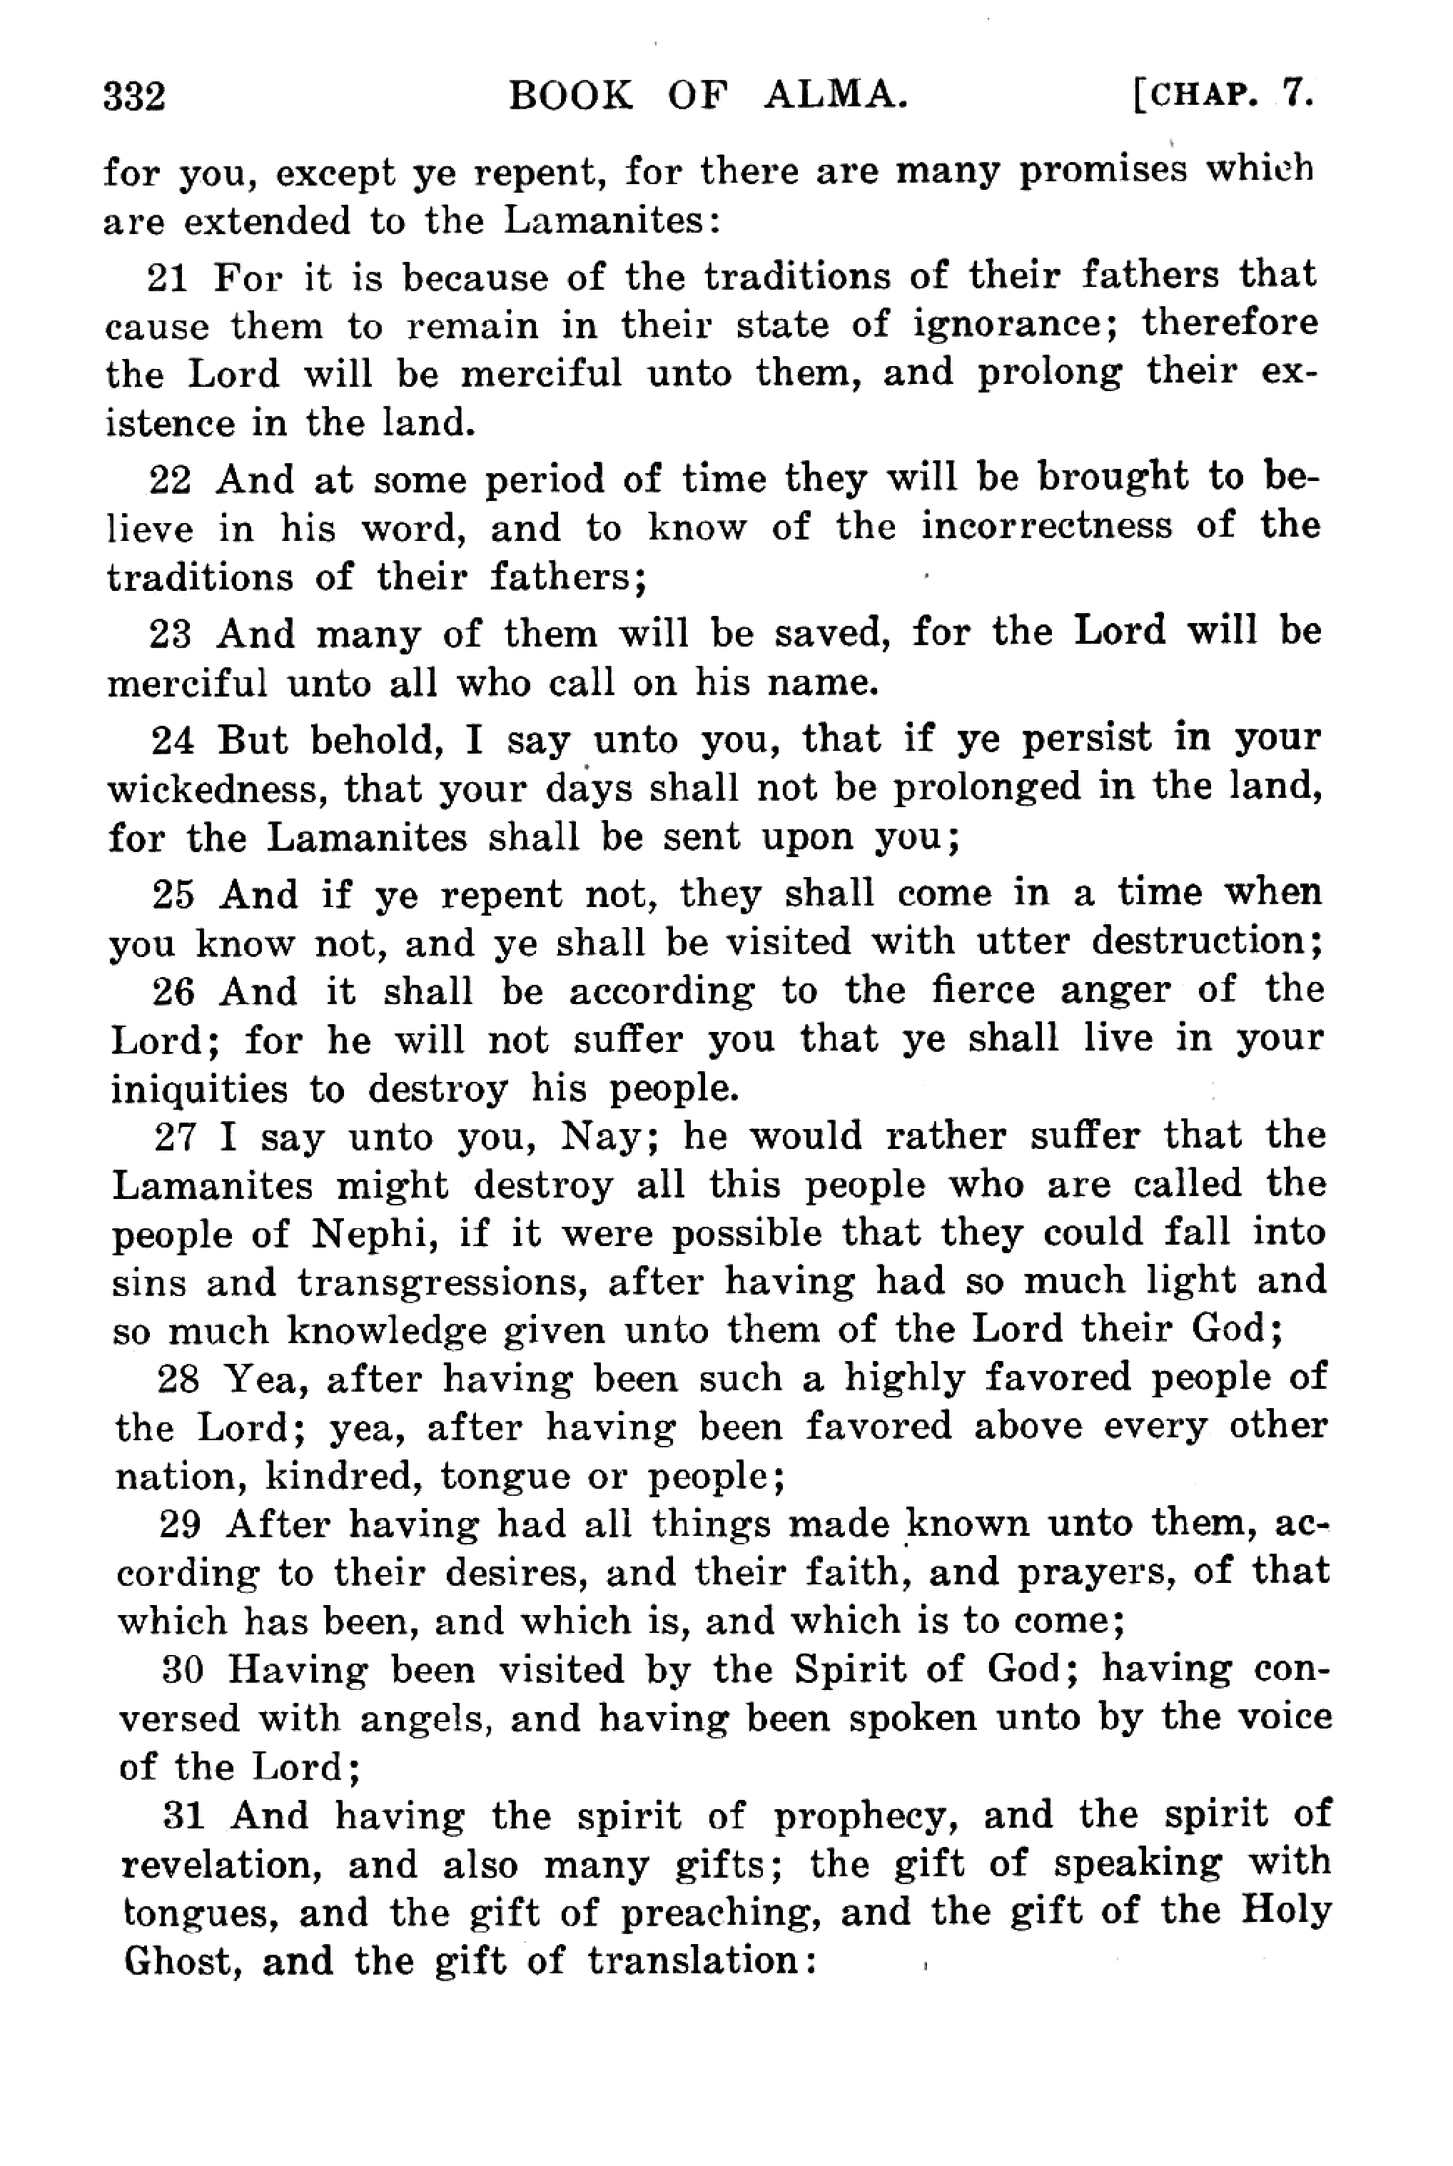 332 BOOK OF ALMA. [CHAP. 7.
for you, except ye repent, for there are many promises which
are extended to the Lamanites:
21 For it is because of the traditions of their fathers that
cause them to remain in their state of ignorance; therefore
the Lord will be merciful unto them, and prolong their ex-
istence in the land.
22 And at some period of time they will be brought to be-
lieve in his word, and to know of the incorrectness of the
traditions of their fathers;
23 And many of them will be saved, for the Lord will be
merciful unto all who call on his name.
24 But behold, I say unto you, that if ye persist in your
wickedness, that your days shall not be prolonged in the land,
for the Lamanites shall be sent upon you;
25 And if ye repent not, they shall come in a time when
you know not, and ye shall be visited with utter destruction;
26 And it shall be according to the fierce anger of the
Lord; for he will not suffer you that ye shall live in your
iniquities to destroy his people.
27 I say unto you, Nay; he would rather suffer that the
Lamanites might destroy all this people who are called the
people of Nephi, if it were possible that they could fall into
sins and transgressions, after having had so much light and
so much knowledge given unto them of the Lord their God;
28 Yea, after having been such a highly favored people of
the Lord; yea, after having been favored above every other
nation, kindred, tongue or people;
29 After having had all things made known unto them, ac-
cording to their desires, and their faith, and prayers, of that
which has been, and which is, and which is to come;
30 Having been visited by the Spirit of God; having con-
versed with angels, and having been spoken unto by the voice
of the Lord;
31 And having the spirit of prophecy, and the spirit of
revelation, and also many gifts; the gift of speaking with
tongues, and the gift of preaching, and the gift of the Holy
Ghost, and the gift of translation: